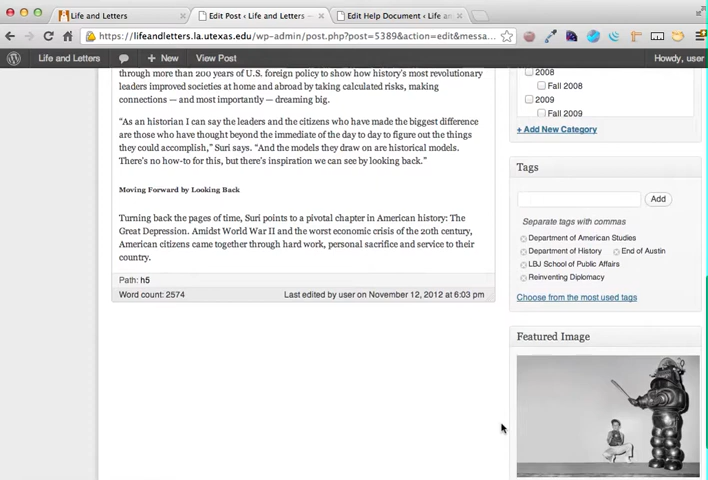 Life and Letters
Edit Post ‹ Life and Letters —
Edit Help Document ‹ Life an
https://lifeandletters.la.utexas.edu/wp-admin/post.php?post=5389&action=edit&messa...
Life and Letters
+ New
View Post
Howdy, user
through more than 200 years of U.S. foreign policy to show how history's most revolutionary
leaders improved societies at home and abroad by taking calculated risks, making
connections — and most importantly — dreaming big.
“As an historian I can say the leaders and the citizens who have made the biggest difference
are those who have thought beyond the immediate of the day to day to figure out the things
they could accomplish,” Suri says. “And the models they draw on are historical models.
There's no how-to for this, but there's inspiration we can see by looking back.”
Moving Forward by Looking Back
Turning back the pages of time, Suri points to a pivotal chapter in American history: The
Great Depression. Amidst World War II and the worst economic crisis of the 20th century,
American citizens came together through hard work, personal sacrifice and service to their
country.
Path: h5
Word count: 2574
Last edited by user on November 12, 2012 at 6:03 pm
2008
Fall 2008
2009
Fall 2009
+ Add New Category
Tags
Add
Separate tags with commas
Department of American Studies
Department of History
End of Austin
LBJ School of Public Affairs
Reinventing Diplomacy
Choose from the most used tags
Featured Image